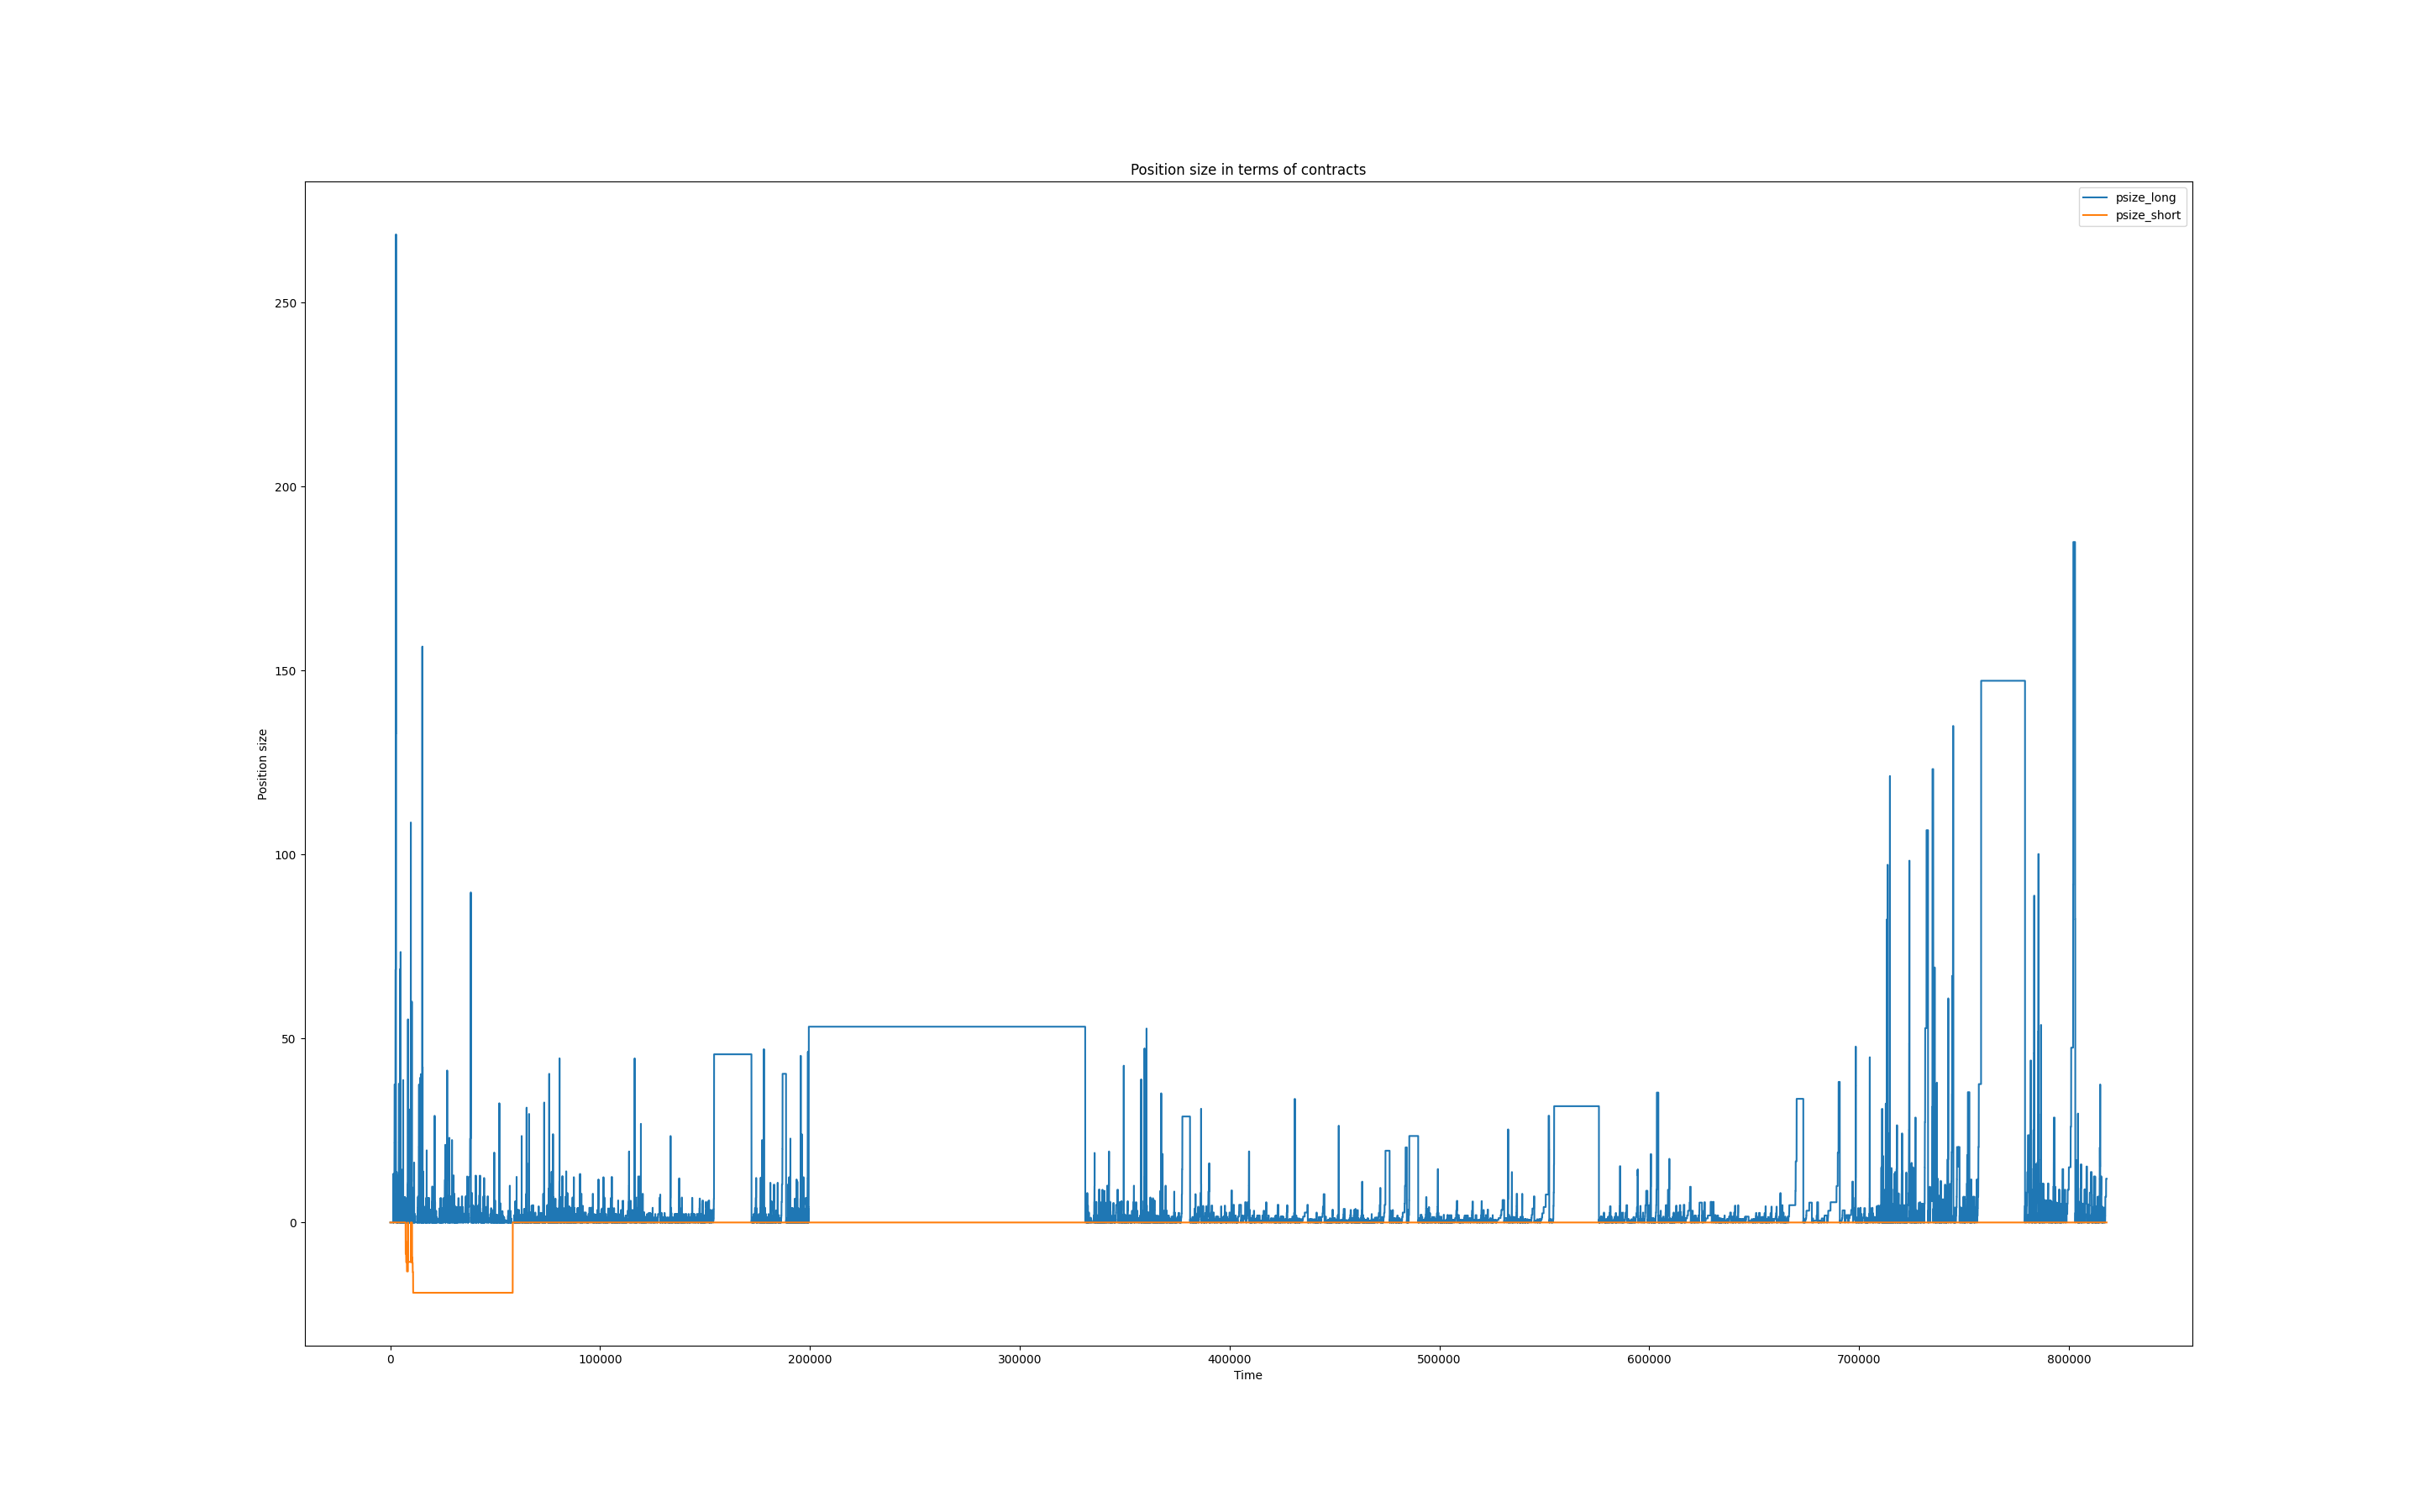 Position size in terms of contracts
psize_long
psize_short
250
200
150
100
50
0
Position size
0 100000 200000 300000 400000 500000 600000 700000 800000
Time